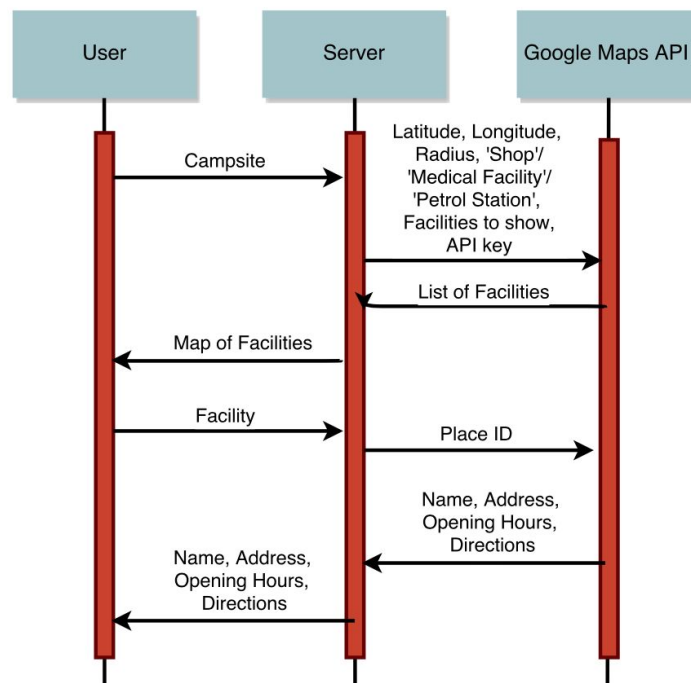 User
Server
Google Maps API
Campsite
Latitude, Longitude,
Radius, 'Shop'/
'Medical Facility'/
'Petrol Station',
Facilities to show,
API key
List of Facilities
Map of Facilities
Facility
Place ID
Name, Address,
Opening Hours,
Directions
Name, Address,
Opening Hours,
Directions